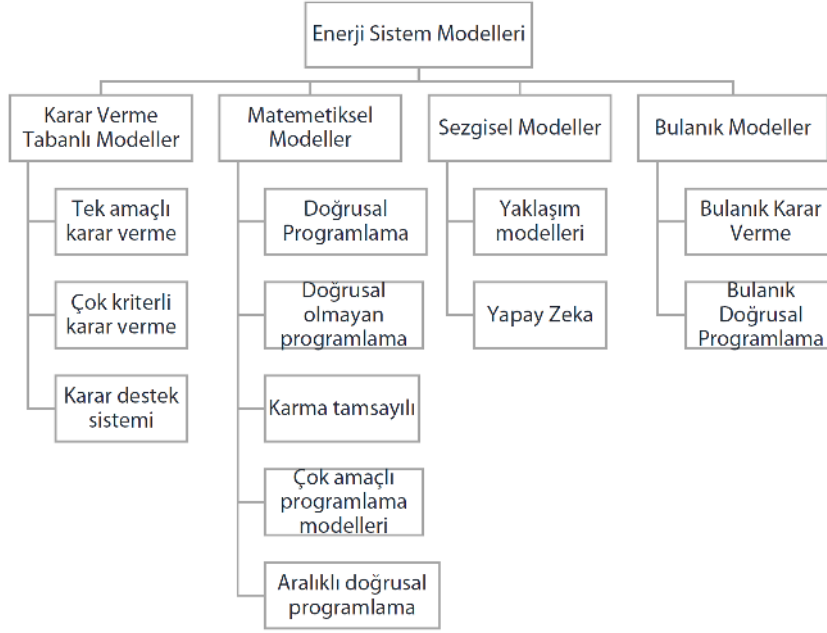 Enerji Sistem Modelleri
Karar Verme
Tabanlı Modeller
Tek amaçlı
karar verme
Çok kriterli
karar verme
Karar destek
sistemi
Matemetiksel
Modeller
Doğrusal
Programlama
Doğrusal
olmayan
programlama
Karma tamsayılı
Çok amaçlı
programlama
modelleri
Aralıklı doğrusal
programlama
Sezgisel Modeller
Yaklaşım
modelleri
Yapay Zeka
Bulanık Modeller
Bulanık Karar
Verme
Bulanık
Doğrusal
Programlama